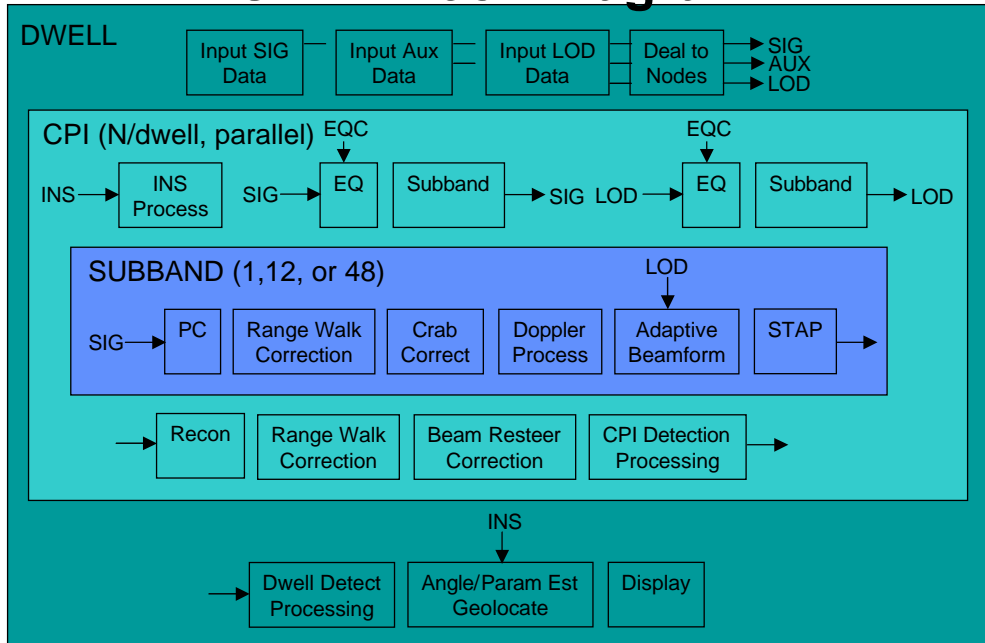 DWELL
Input SIG
Data
Input Aux
Data
Input LOD
Data
Deal to
Nodes
SIG
AUX
LOD
CPI (N/dwell, parallel)
EQC
EQC
INS
INS
Process
SIG
EQ
Subband
SIG
LOD
EQ
Subband
LOD
SUBBAND (1,12, or 48)
LOD
SIG
PC
Range Walk
Correction
Crab
Correct
Doppler
Process
Adaptive
Beamform
STAP
Recon
Range Walk
Correction
Beam Resteer
Correction
CPI Detection
Processing
INS
Dwell Detect
Processing
Angle/Param Est
Geolocate
Display